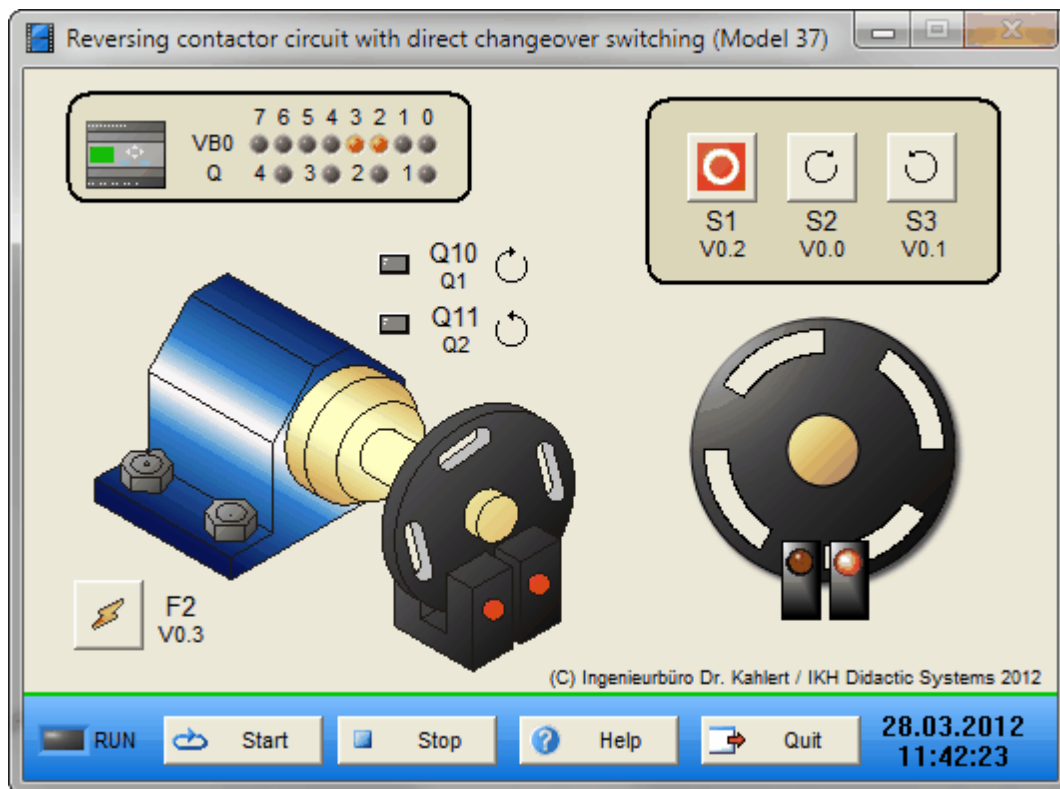 Reversing contactor circuit with direct changeover switching (Model 37)
7 6 5 4 3 2 1 0
VB0
Q 4 3 2 1
S1 S2 S3
V0.2 V0.0 V0.1
Q10
Q1
Q11
Q2
F2
V0.3
(C) Ingenieurbüro Dr. Kahlert / IKH Didactic Systems 2012
RUN Start Stop Help Quit
28.03.2012
11:42:23